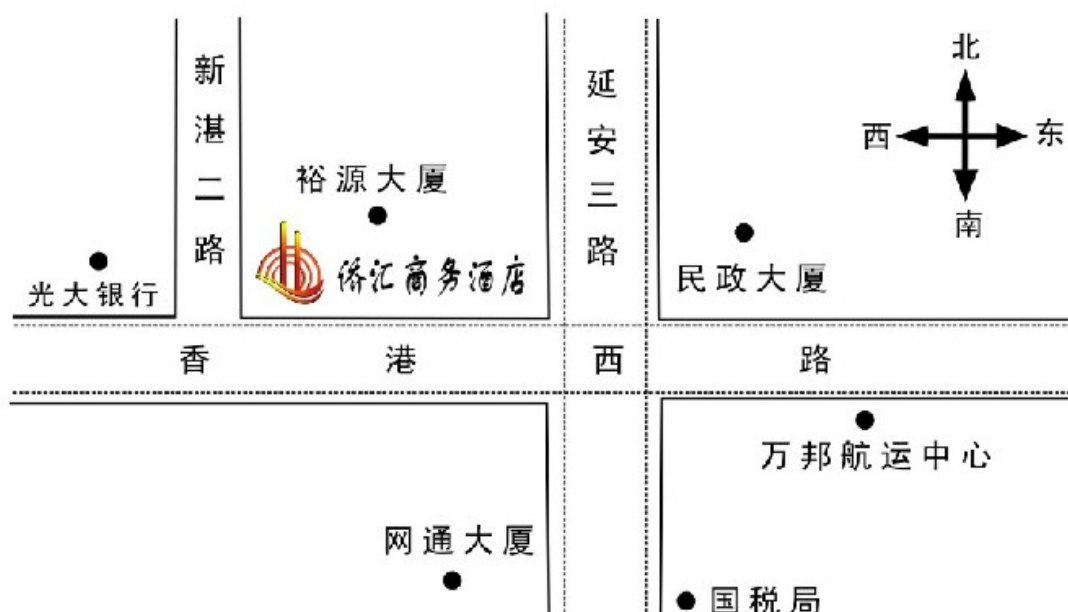 新湛二路
延安三路
北
西
东
南
裕源大厦
侨汇商务酒店
光大银行
民政大厦
香港西路
万邦航运中心
网通大厦
国税局